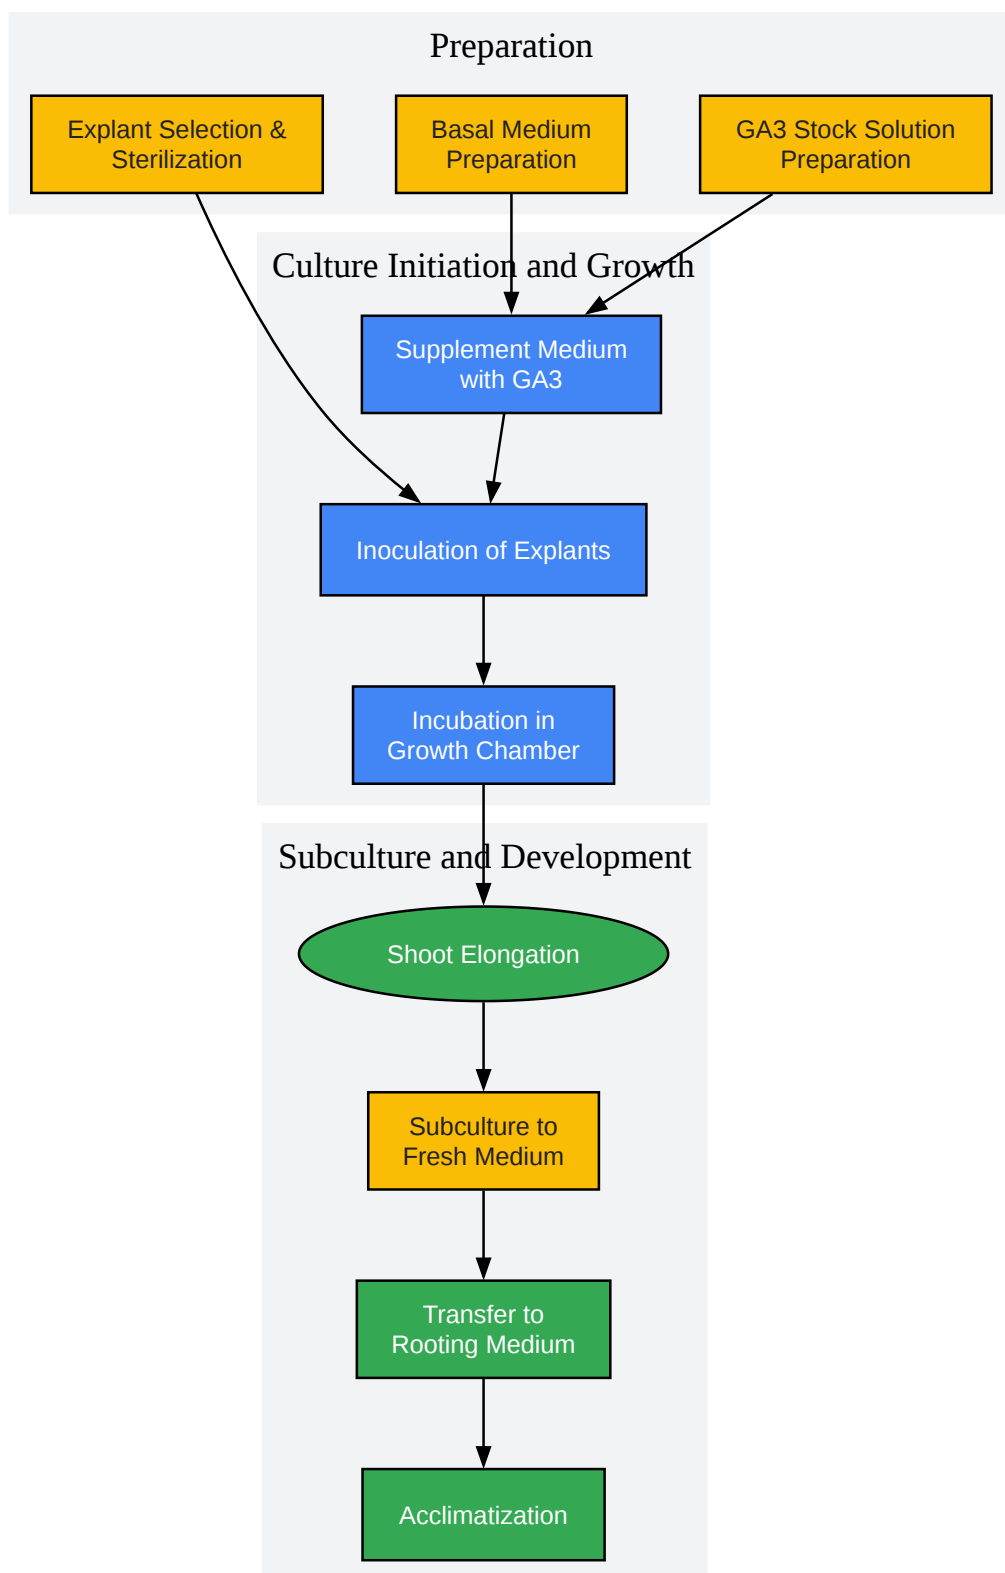 Preparation
Explant Selection &
Sterilization
Basal Medium
Preparation
GA3 Stock Solution
Preparation
Culture Initiation and Growth
Supplement Medium
with GA3
Inoculation of Explants
Incubation in
Growth Chamber
Subculture and Development
Shoot Elongation
Subculture to
Fresh Medium
Transfer to
Rooting Medium
Acclimatization